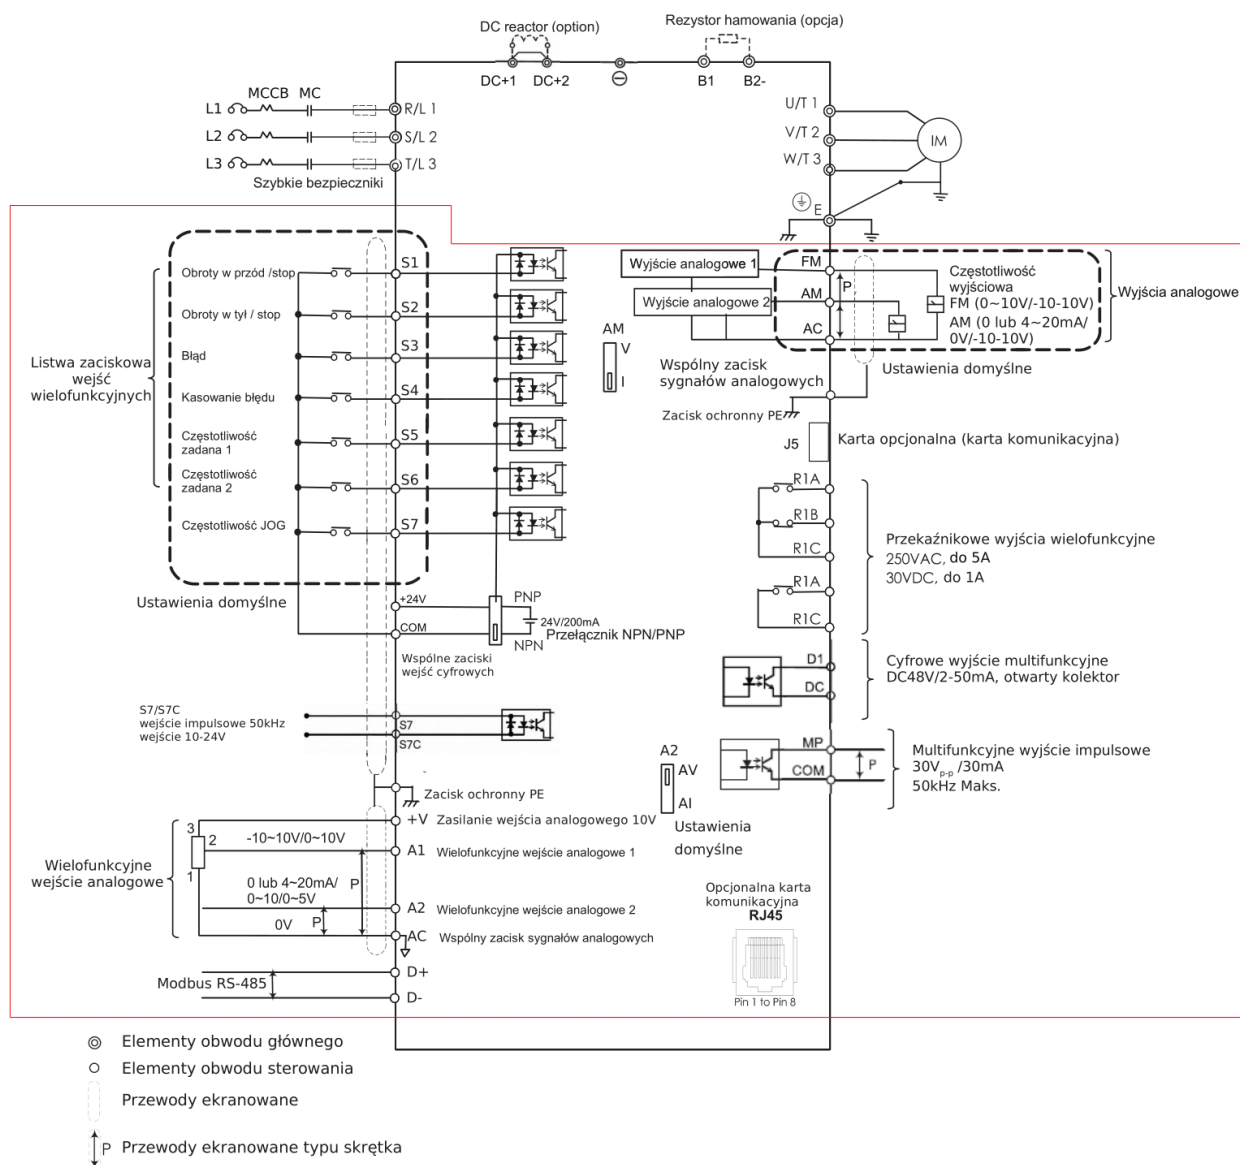 DC reactor (option)
Rezystor hamowania (opcja)
DC+1
DC+2
B1
B2-
MCCB
MC
L1
R/L 1
L2
S/L 2
L3
T/L 3
Szybkie bezpieczniki
U/T 1
V/T 2
W/T 3
IM
E
Listwa zaciskowa
wejść
wielofunkcyjnych
Obroty w przód /stop
S1
Obroty w tył / stop
S2
Błąd
S3
Kasowanie błędu
S4
Częstotliwość
zadana 1
S5
Częstotliwość
zadana 2
S6
Częstotliwość JOG
S7
Ustawienia domyślne
+24V
COM
PNP
24V/200mA
Przełącznik NPN/PNP
NPN
Wspólne zaciski
wejść cyfrowych
S7/S7C
wejście impulsowe 50kHz
wejście 10-24V
S7
S7C
Zacisk ochronny PE
Wyjście analogowe 1
FM
Wyjście analogowe 2
AM
AC
P
Częstotliwość
wyjściowa
FM (0~10V/-10-10V)
AM (0 lub 4~20mA/
0V/-10-10V)
Wyjścia analogowe
AM
V
I
Wspólny zacisk
sygnałów analogowych
Ustawienia domyślne
Zacisk ochronny PE
J5
Karta opcjonalna (karta komunikacyjna)
R1A
R1B
R1C
R1A
R1C
Przekaźnikowe wyjścia wielofunkcyjne
250VAC, do 5A
30VDC, do 1A
D1
DC
Cyfrowe wyjście multifunkcyjne
DC48V/2-50mA, otwarty kolektor
MP
COM
P
Multifunkcyjne wyjście impulsowe
30Vp-p /30mA
50kHz Maks.
A2
AV
AI
Ustawienia
domyślne
Wielofunkcyjne
wejście analogowe
3
2
1
-10~10V/0~10V
0 lub 4~20mA/
0~10/0~5V
0V
P
P
+V
Zasilanie wejścia analogowego 10V
A1
Wielofunkcyjne wejście analogowe 1
A2
Wielofunkcyjne wejście analogowe 2
AC
Wspólny zacisk sygnałów analogowych
Modbus RS-485
D+
D-
Opcjonalna karta
komunikacyjna
RJ45
Pin 1 to Pin 8
Elementy obwodu głównego
Elementy obwodu sterowania
Przewody ekranowane
P
Przewody ekranowane typu skrętka